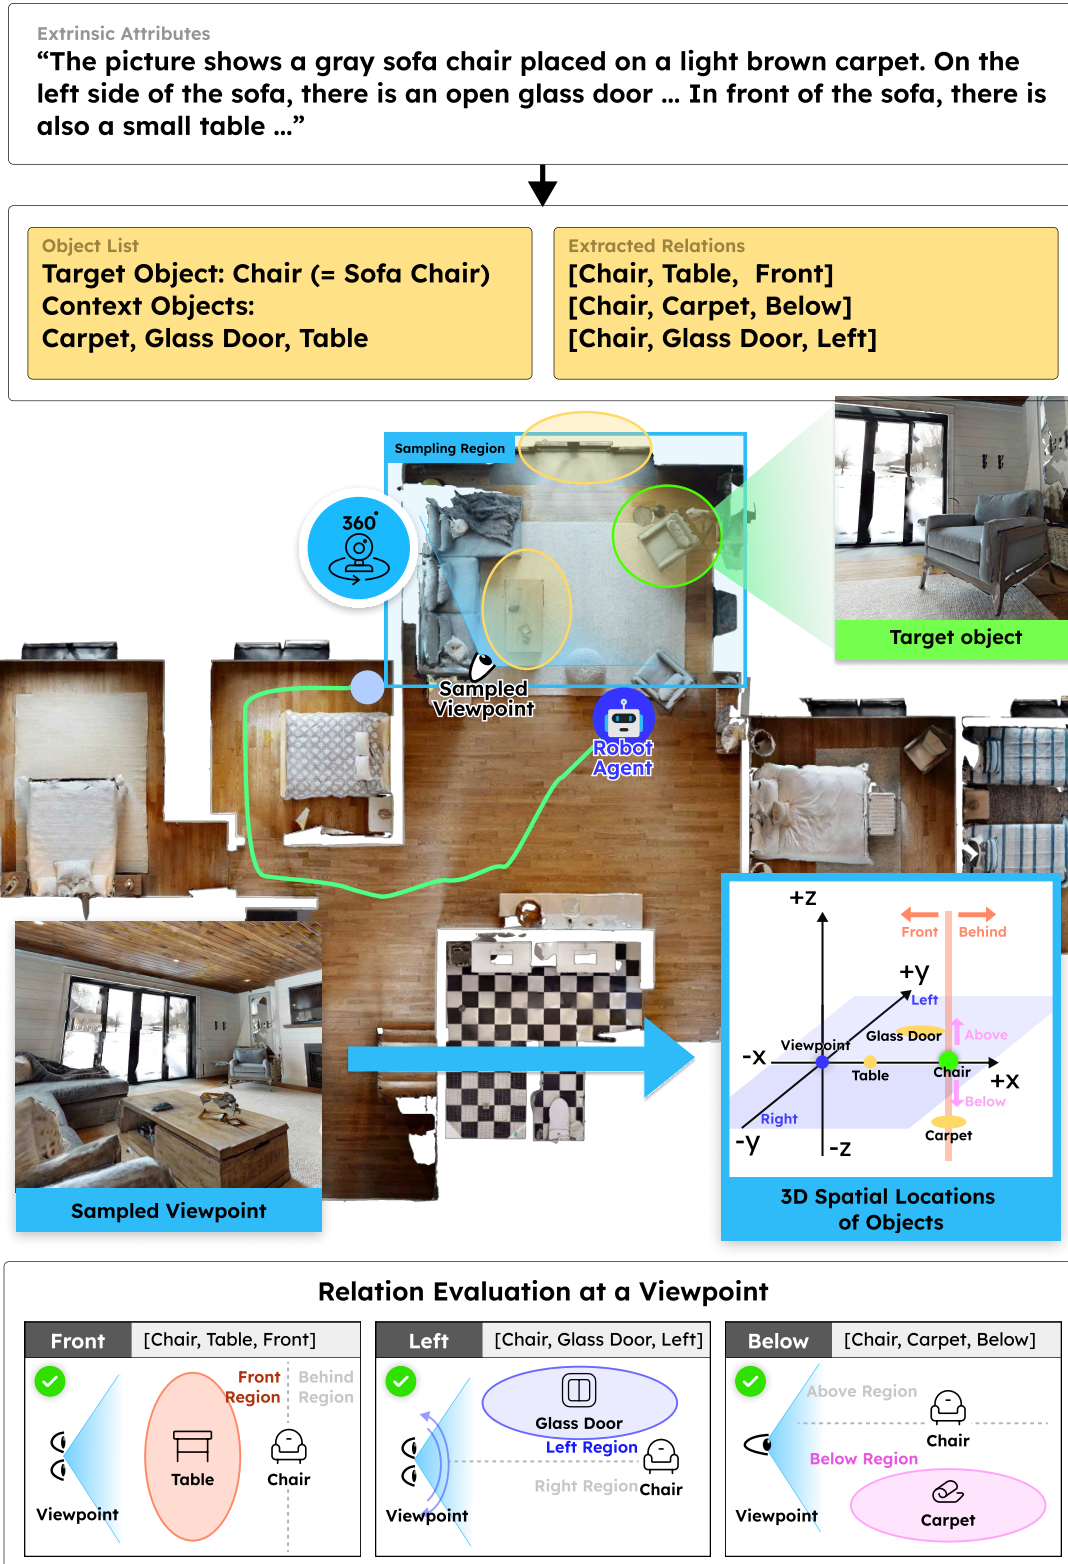 Extrinsic Attributes
“The picture shows a gray sofa chair placed on a light brown carpet. On the
left side of the sofa, there is an open glass door ... In front of the sofa, there is
also a small table ...”
Object List
Target Object: Chair (= Sofa Chair)
Context Objects:
Carpet, Glass Door, Table
Extracted Relations
[Chair, Table, Front]
[Chair, Carpet, Below]
[Chair, Glass Door, Left]
Sampling Region
360°
Target object
Sampled
Viewpoint
Robot
Agent
Sampled Viewpoint
+z
Front
Behind
+y
Left
Glass Door
Above
Viewpoint
-x
Table
Chair
+x
Below
Right
Carpet
-y
-z
3D Spatial Locations
of Objects
Relation Evaluation at a Viewpoint
Front
[Chair, Table, Front]
Front
Region
Behind
Region
Table
Chair
Viewpoint
Left
[Chair, Glass Door, Left]
Glass Door
Left Region
Right Region
Chair
Viewpoint
Below
[Chair, Carpet, Below]
Above Region
Chair
Below Region
Carpet
Viewpoint